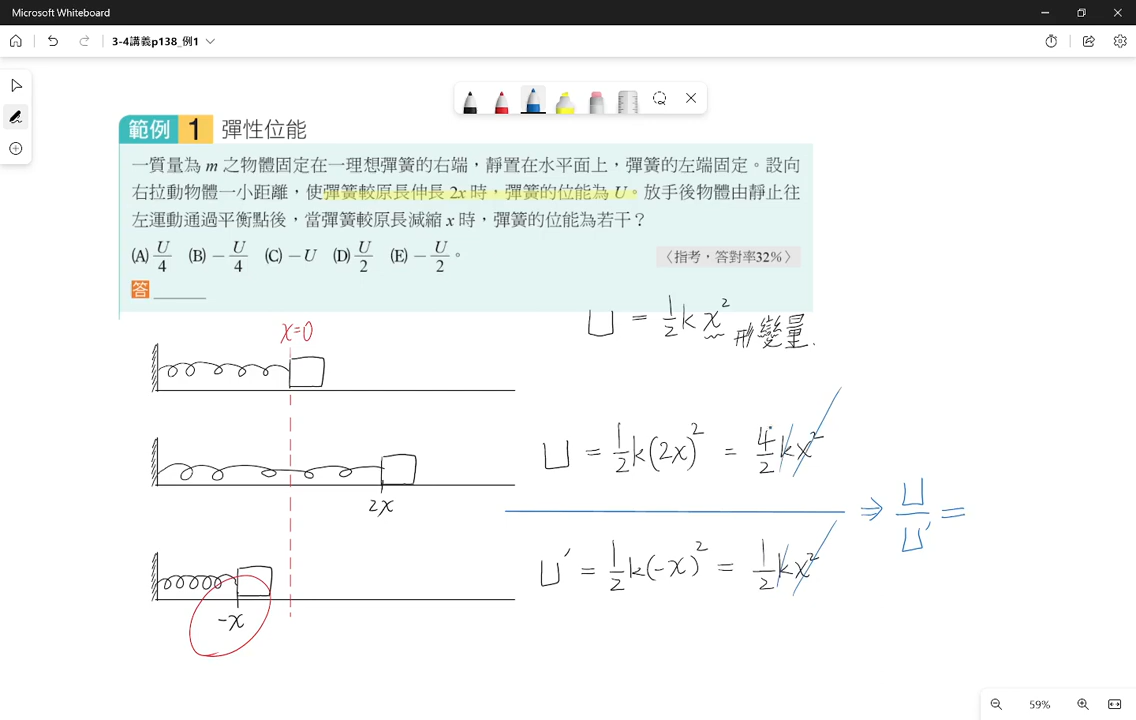 Microsoft Whiteboard
3-4講義p138_例1
範例 1 彈性位能
一質量為 m 之物體固定在一理想彈簧的右端，靜置在水平面上，彈簧的左端固定。設向
右拉動物體一小距離，使彈簧較原長伸長 2x 時，彈簧的位能為 U。放手後物體由靜止往
左運動通過平衡點後，當彈簧較原長減縮 x 時，彈簧的位能為若干？
(A) U/4 (B) －U/4 (C) －U (D) U/2 (E) －U/2。
〈指考，答對率32%〉
答
U = 1/2 k x²
形變量.
x=0
U = 1/2 k(2x)² = 4/2 kx²
2x
⇒ U/U' =
U' = 1/2 k(-x)² = 1/2 kx²
-x
59%